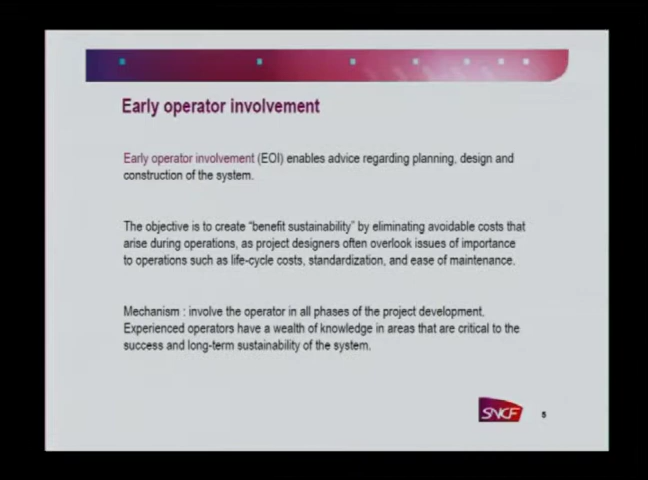 Early operator involvement
Early operator involvement (EOI) enables advice regarding planning, design and
construction of the system.
The objective is to create “benefit sustainability” by eliminating avoidable costs that
arise during operations, as project designers often overlook issues of importance
to operations such as life-cycle costs, standardization, and ease of maintenance.
Mechanism : involve the operator in all phases of the project development.
Experienced operators have a wealth of knowledge in areas that are critical to the
success and long-term sustainability of the system.
SNCF
5